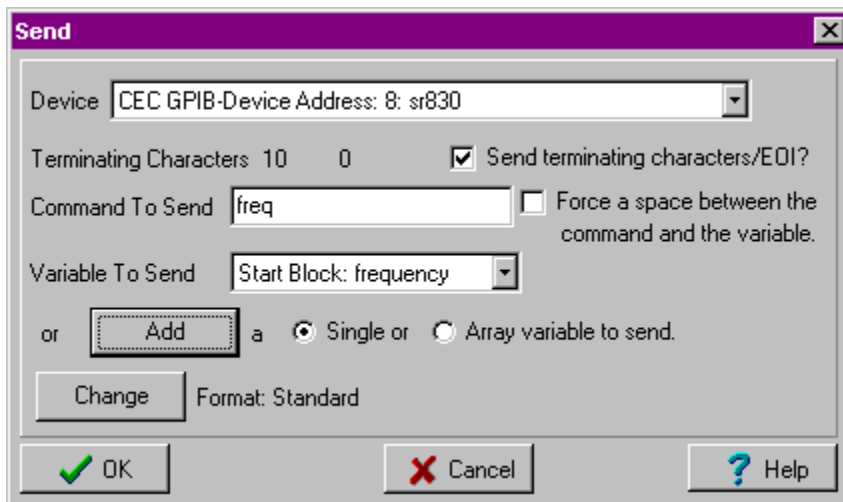 Send
Device CEC GPIB-Device Address: 8: sr830
Terminating Characters 10 0 Send terminating characters/EOI?
Command To Send freq Force a space between the
command and the variable.
Variable To Send Start Block: frequency
or Add a Single or Array variable to send.
Change Format: Standard
OK Cancel Help